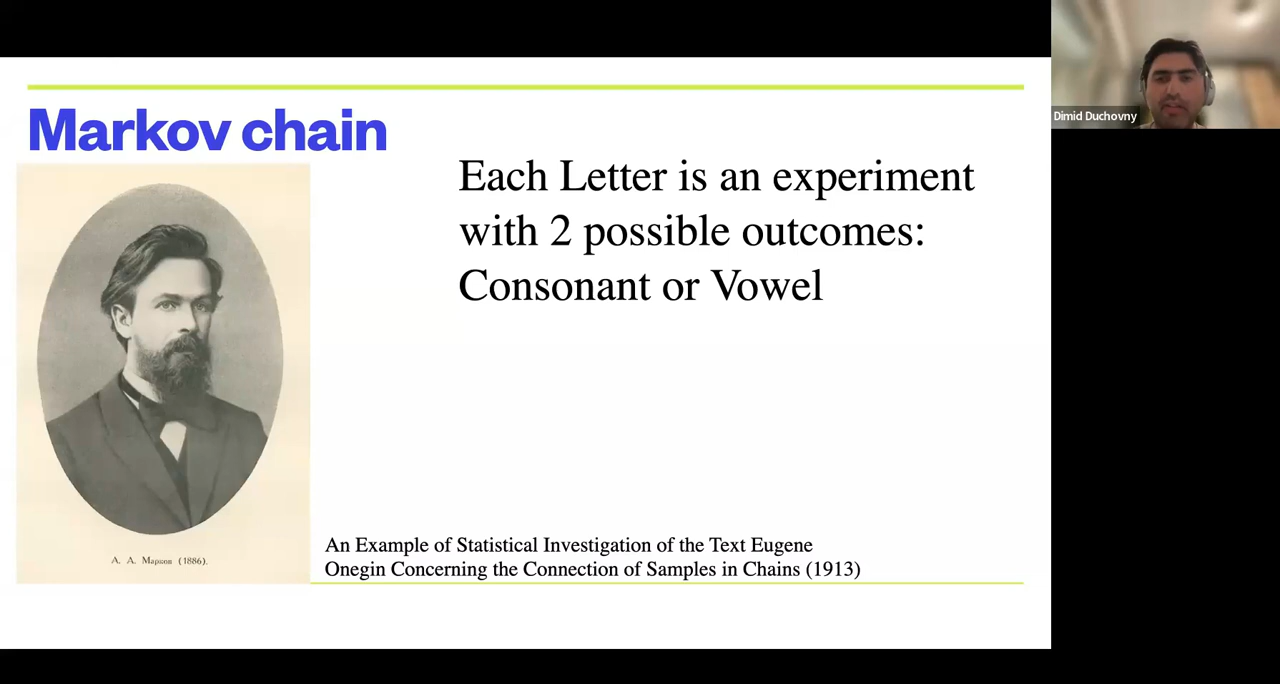 Markov chain
Each Letter is an experiment
with 2 possible outcomes:
Consonant or Vowel
A. А. Марков (1886).
An Example of Statistical Investigation of the Text Eugene
Onegin Concerning the Connection of Samples in Chains (1913)
Dimid Duchovny